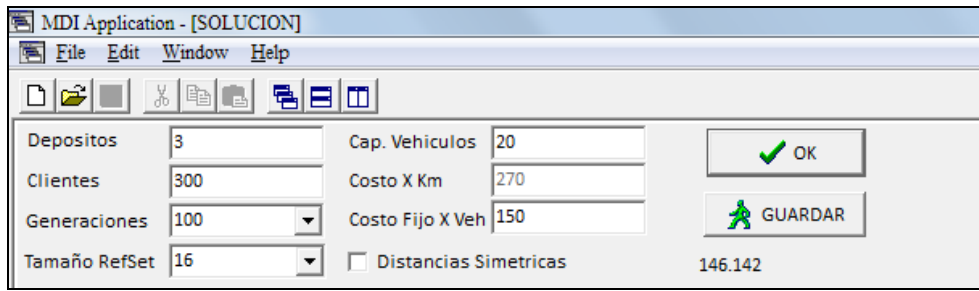 MDI Application - [SOLUCION]
File Edit Window Help
Depositos 3 Cap. Vehiculos 20 OK
Clientes 300 Costo X Km 270
Generaciones 100 Costo Fijo X Veh 150 GUARDAR
Tamaño RefSet 16 Distancias Simetricas 146.142